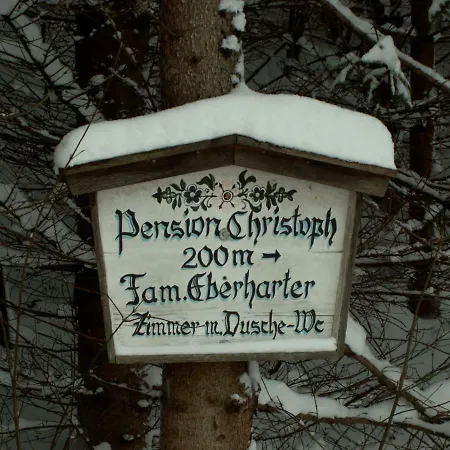 Pension Christoph
200 m →
Fam. Eberharter
Zimmer m. Dusche-Wc